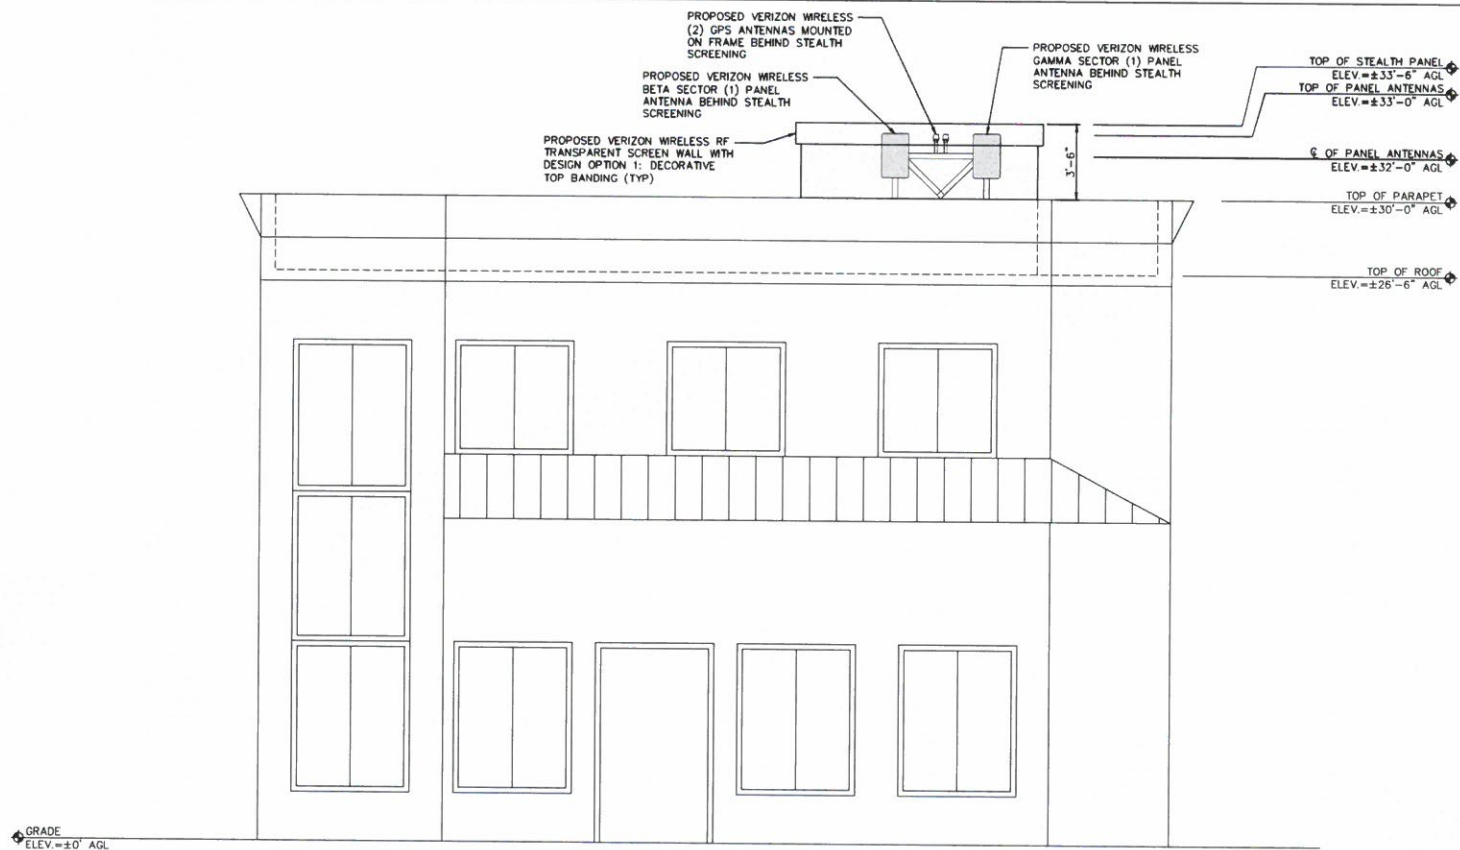 PROPOSED VERIZON WIRELESS
(2) GPS ANTENNAS MOUNTED
ON FRAME BEHIND STEALTH
SCREENING
PROPOSED VERIZON WIRELESS
GAMMA SECTOR (1) PANEL
ANTENNA BEHIND STEALTH
SCREENING
PROPOSED VERIZON WIRELESS
BETA SECTOR (1) PANEL
ANTENNA BEHIND STEALTH
SCREENING
PROPOSED VERIZON WIRELESS RF
TRANSPARENT SCREEN WALL WITH
DESIGN OPTION 1: DECORATIVE
TOP BANDING (TYP)
3'-6"
TOP OF STEALTH PANEL
ELEV.=±33'-6" AGL
TOP OF PANEL ANTENNAS
ELEV.=±33'-0" AGL
℄ OF PANEL ANTENNAS
ELEV.=±32'-0" AGL
TOP OF PARAPET
ELEV.=±30'-0" AGL
TOP OF ROOF
ELEV.=±26'-6" AGL
GRADE
ELEV.=±0' AGL